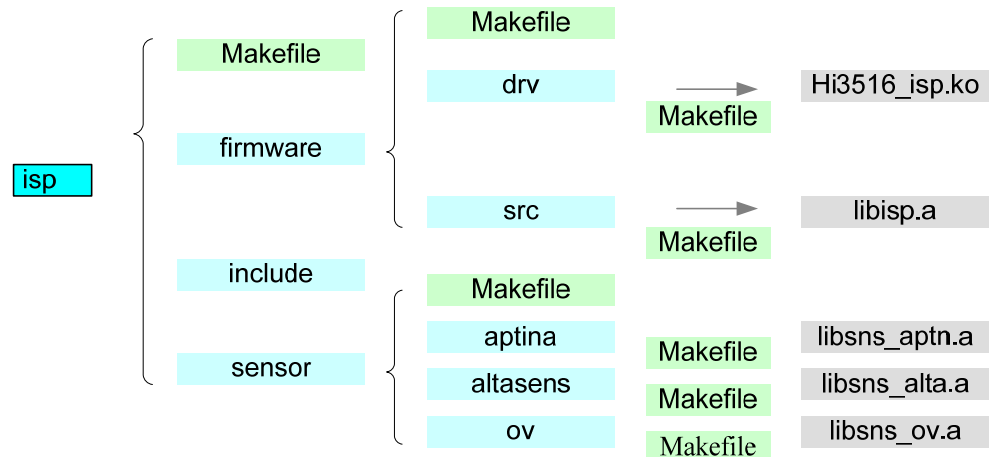 Makefile
Makefile
drv
Hi3516_isp.ko
Makefile
firmware
isp
src
libisp.a
Makefile
include
Makefile
aptina
libsns_aptn.a
Makefile
sensor
altasens
libsns_alta.a
Makefile
ov
libsns_ov.a
Makefile